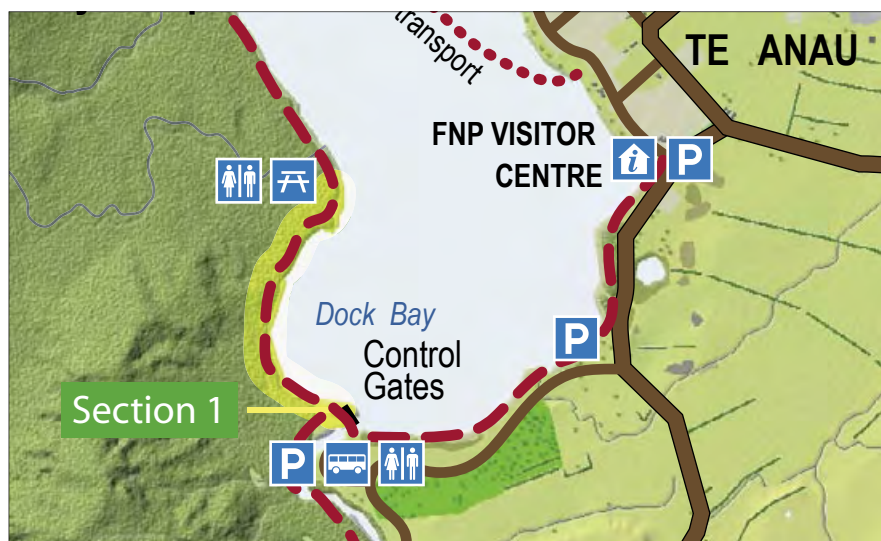 transport
TE ANAU
FNP VISITOR
CENTRE
i
P
Dock Bay
P
Control
Gates
Section 1
P